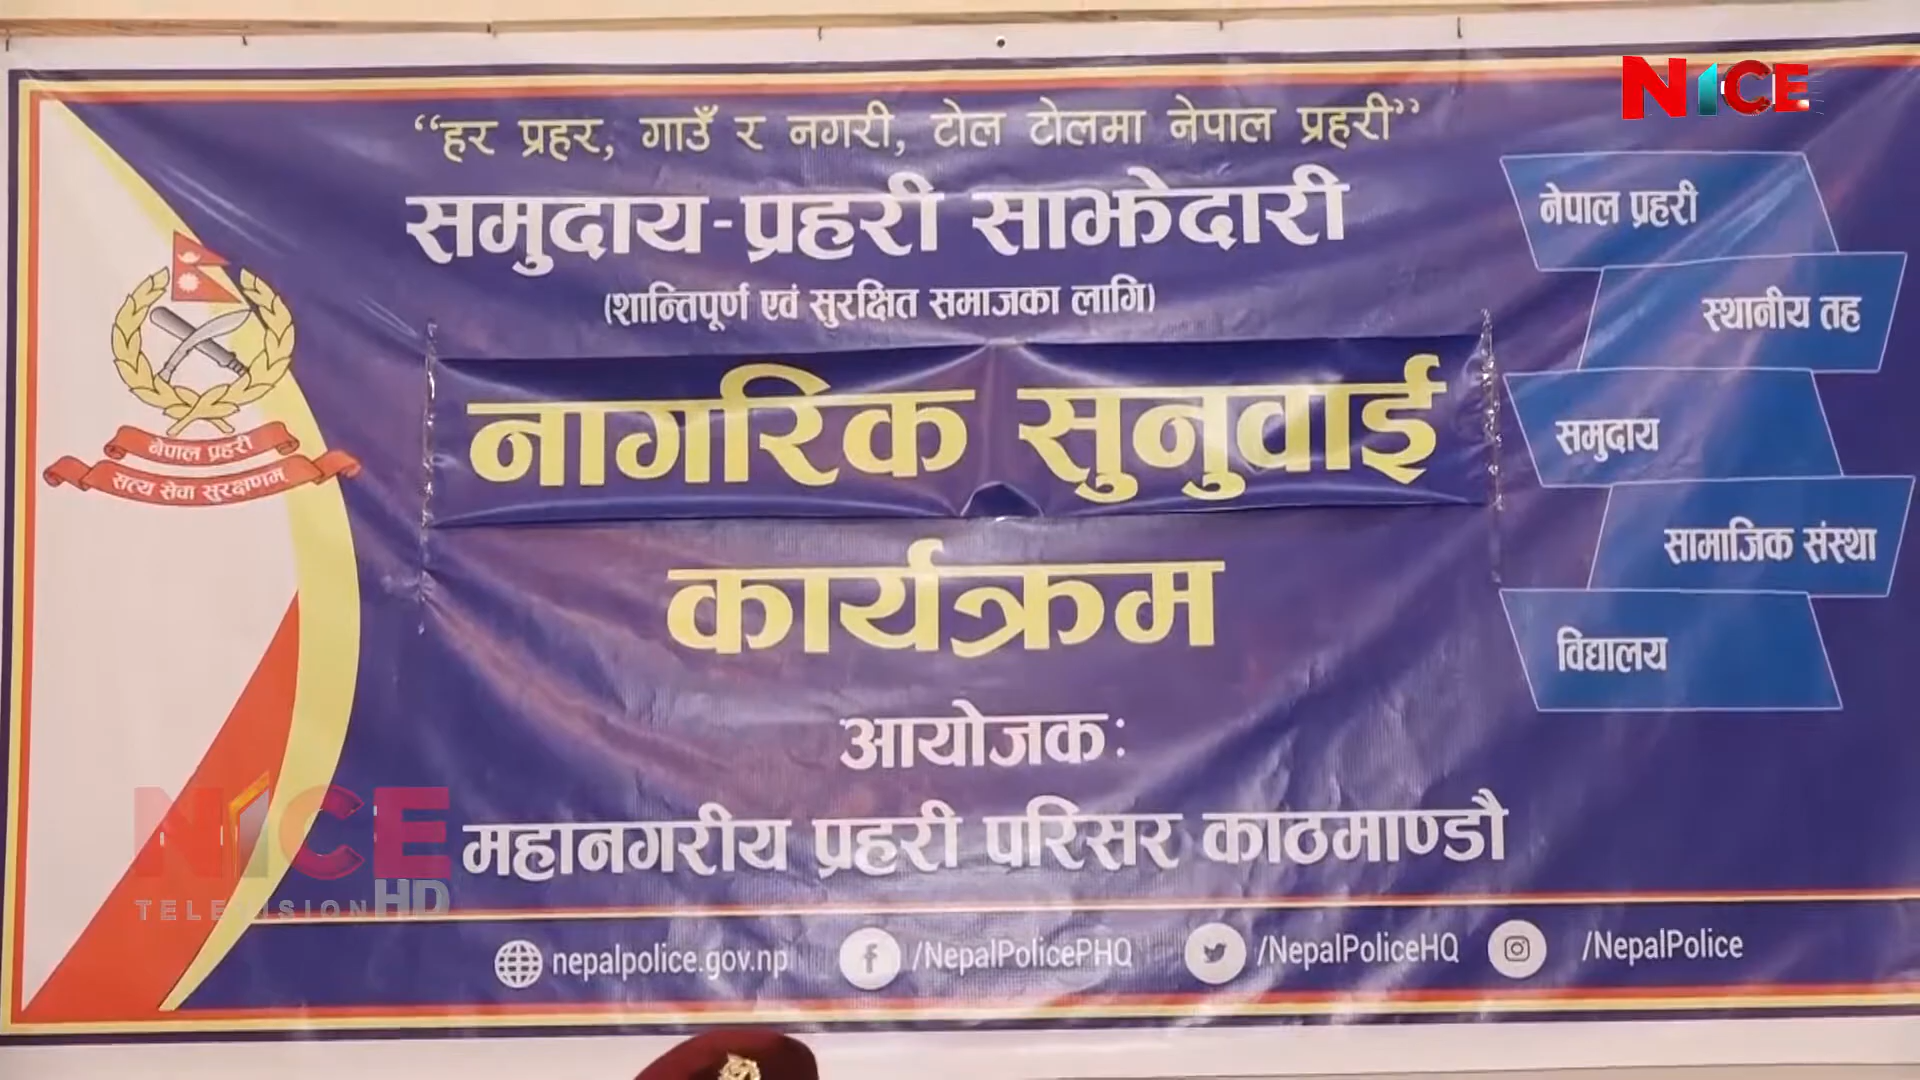 NICE
“हर प्रहर, गाउँ र नगरी, टोल टोलमा नेपाल प्रहरी”
समुदाय-प्रहरी साझेदारी
(शान्तिपूर्ण एवं सुरक्षित समाजका लागि)
नागरिक सुनुवाई
कार्यक्रम
आयोजक:
महानगरीय प्रहरी परिसर काठमाण्डौ
नेपाल प्रहरी
सत्य सेवा सुरक्षणम्
नेपाल प्रहरी
स्थानीय तह
समुदाय
सामाजिक संस्था
विद्यालय
NICE
TELEVISION HD
nepalpolice.gov.np /NepalPolicePHQ /NepalPoliceHQ /NepalPolice